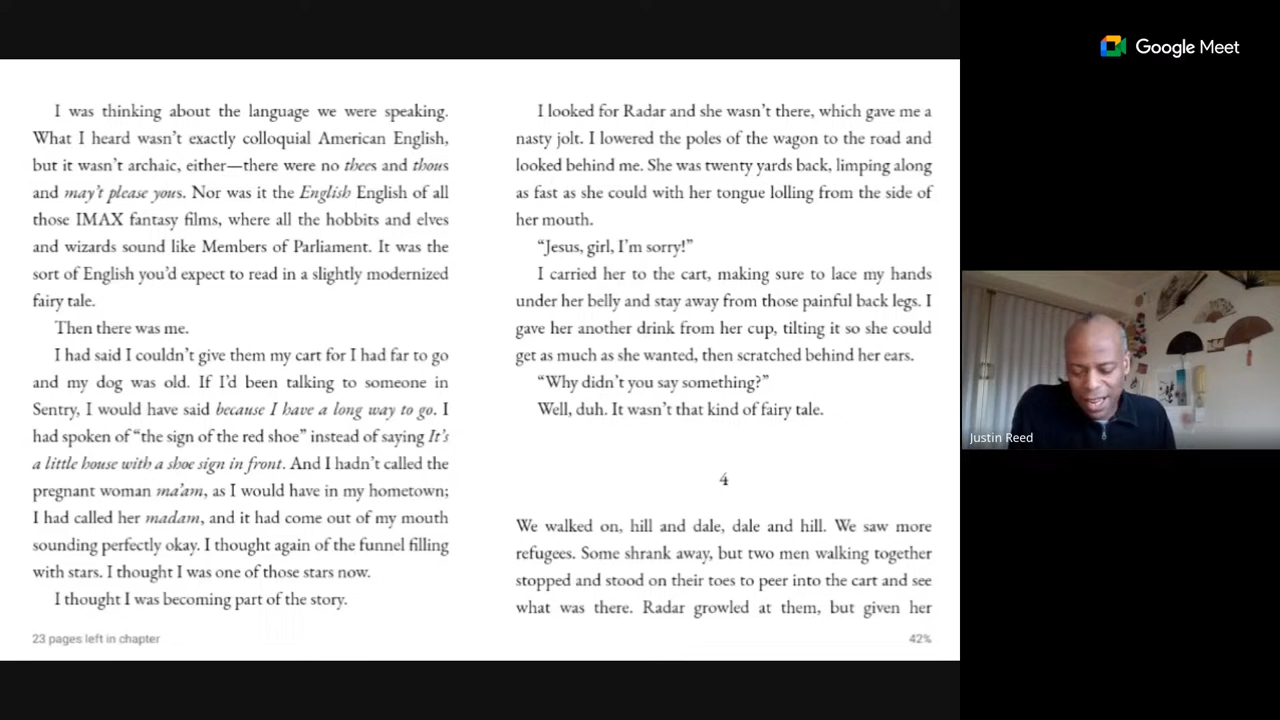 I was thinking about the language we were speaking.
What I heard wasn't exactly colloquial American English,
but it wasn't archaic, either—there were no thees and thous
and may't please yous. Nor was it the English English of all
those IMAX fantasy films, where all the hobbits and elves
and wizards sound like Members of Parliament. It was the
sort of English you'd expect to read in a slightly modernized
fairy tale.
Then there was me.
I had said I couldn't give them my cart for I had far to go
and my dog was old. If I'd been talking to someone in
Sentry, I would have said because I have a long way to go. I
had spoken of “the sign of the red shoe” instead of saying It's
a little house with a shoe sign in front. And I hadn't called the
pregnant woman ma'am, as I would have in my hometown;
I had called her madam, and it had come out of my mouth
sounding perfectly okay. I thought again of the funnel filling
with stars. I thought I was one of those stars now.
I thought I was becoming part of the story.
23 pages left in chapter
I looked for Radar and she wasn't there, which gave me a
nasty jolt. I lowered the poles of the wagon to the road and
looked behind me. She was twenty yards back, limping along
as fast as she could with her tongue lolling from the side of
her mouth.
“Jesus, girl, I'm sorry!”
I carried her to the cart, making sure to lace my hands
under her belly and stay away from those painful back legs. I
gave her another drink from her cup, tilting it so she could
get as much as she wanted, then scratched behind her ears.
“Why didn't you say something?”
Well, duh. It wasn't that kind of fairy tale.
4
We walked on, hill and dale, dale and hill. We saw more
refugees. Some shrank away, but two men walking together
stopped and stood on their toes to peer into the cart and see
what was there. Radar growled at them, but given her
42%
Google Meet
Justin Reed